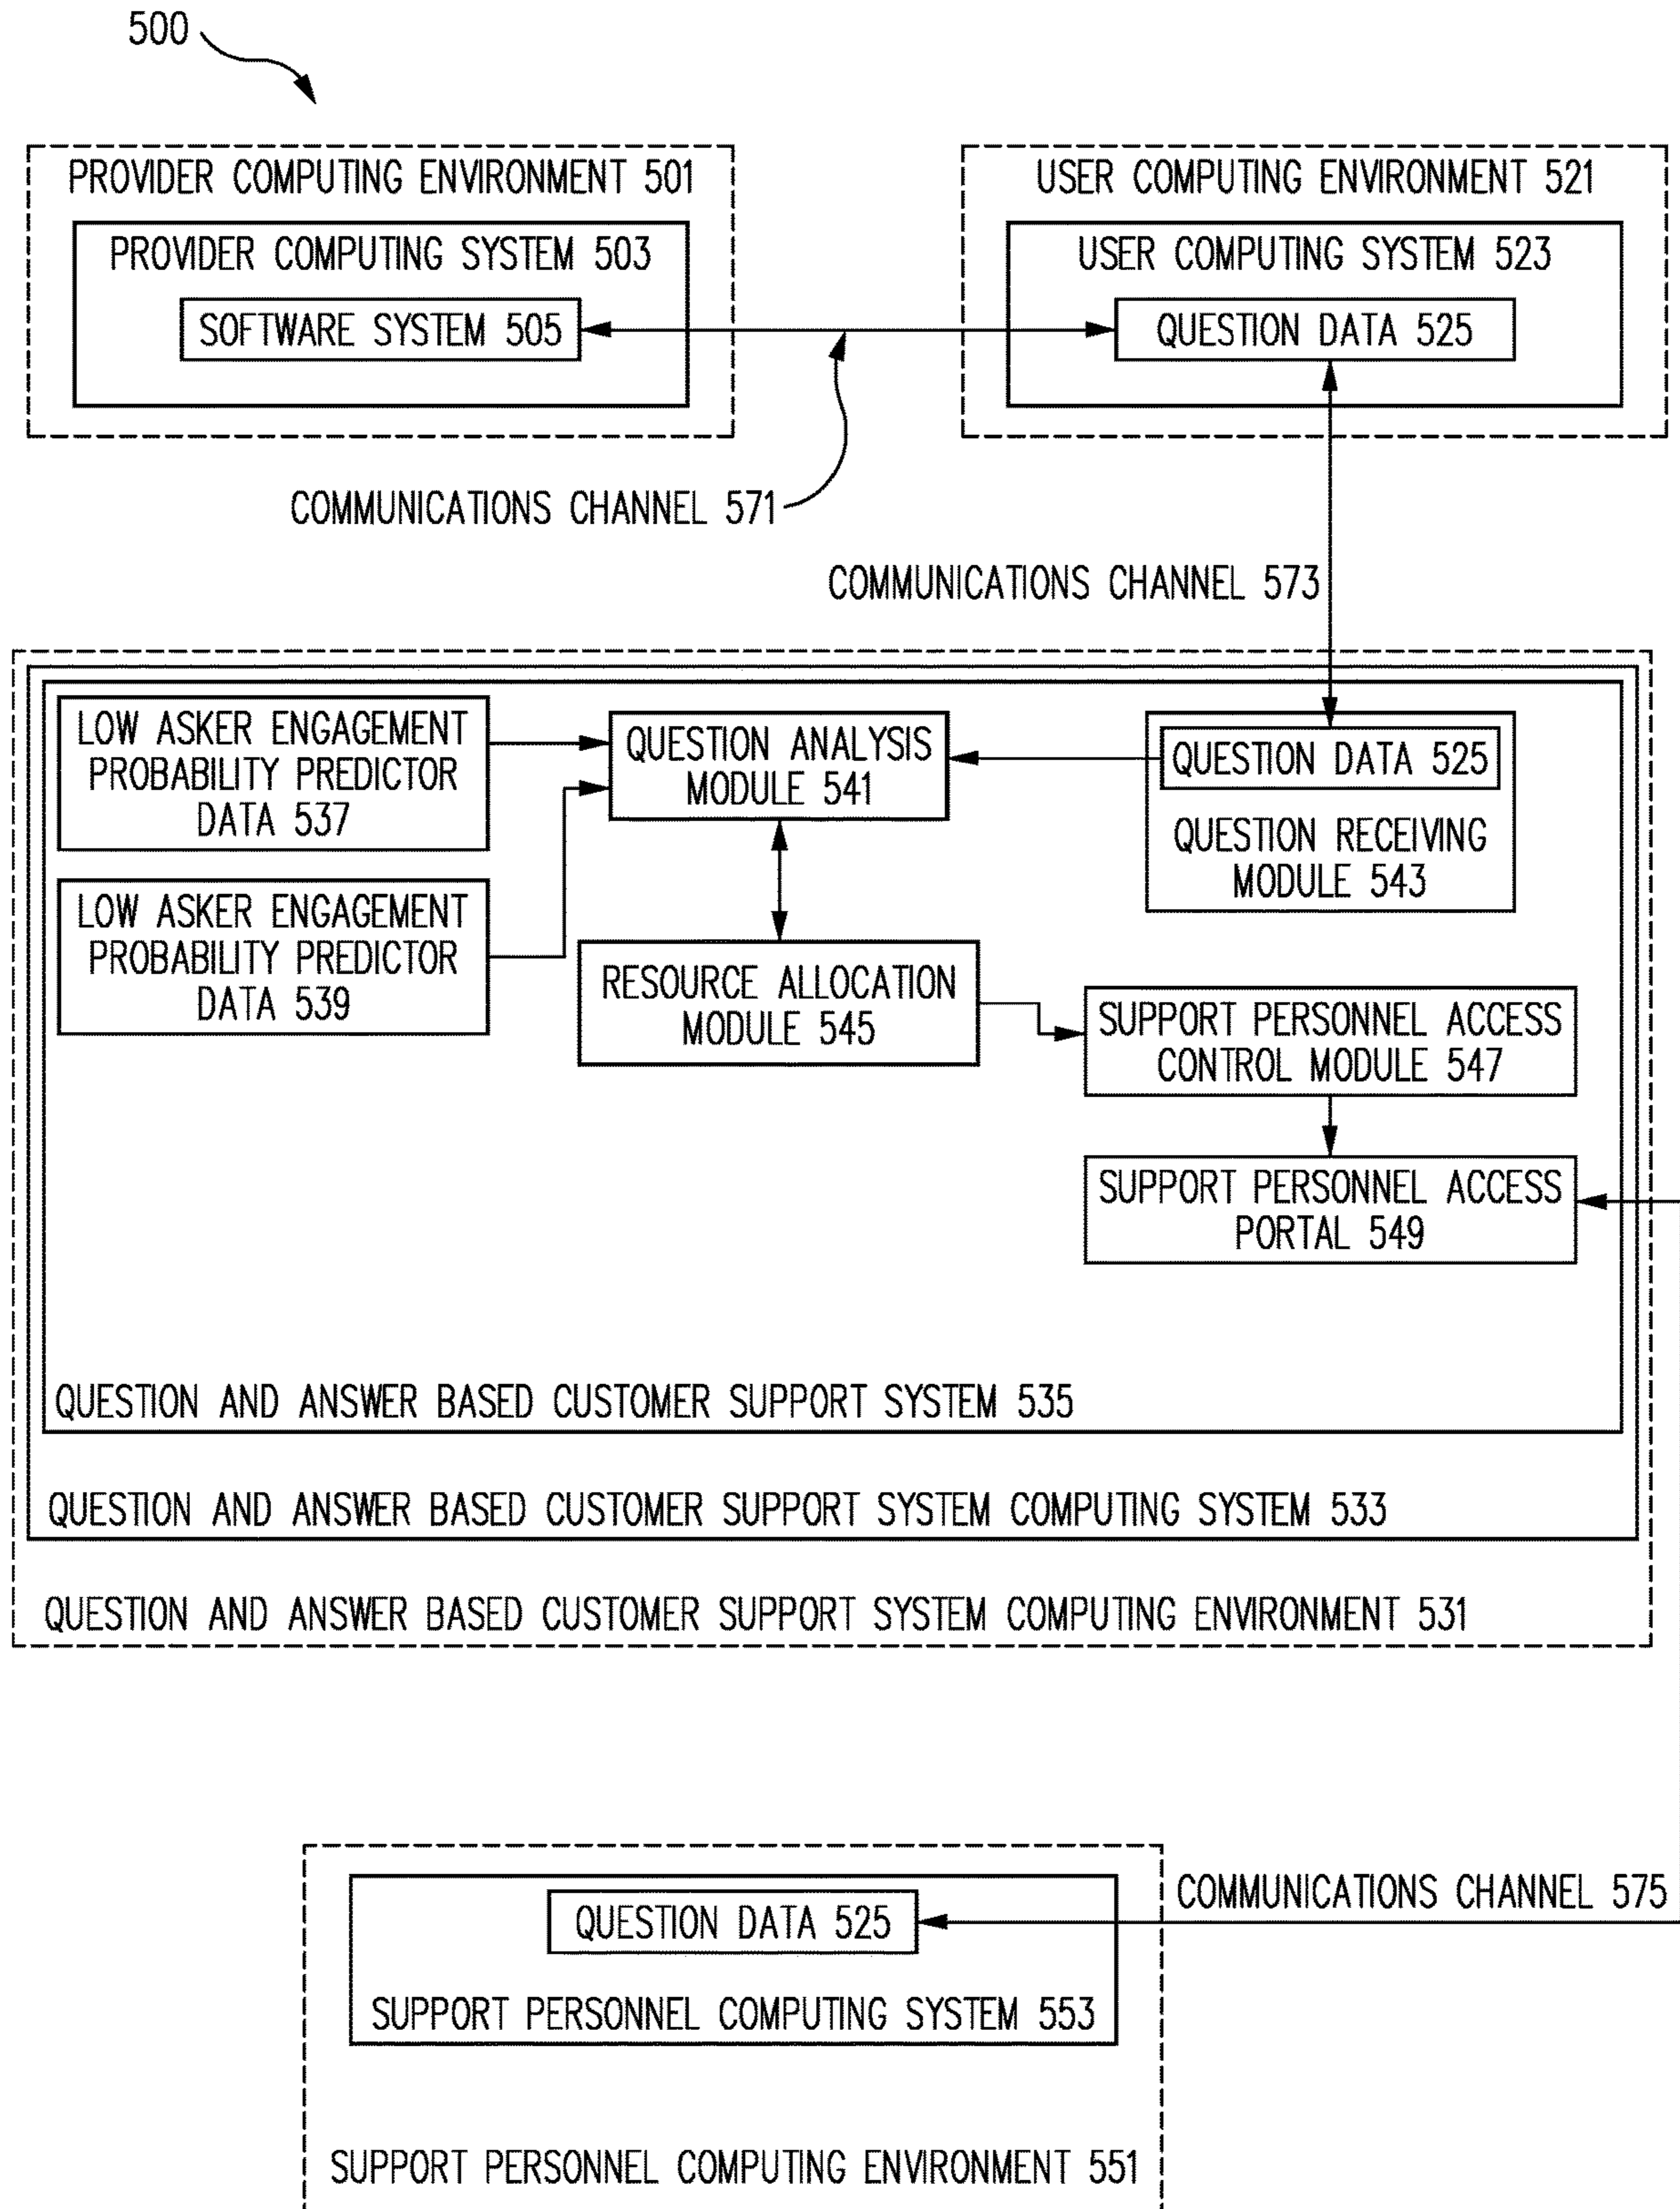 500
PROVIDER COMPUTING ENVIRONMENT 501
PROVIDER COMPUTING SYSTEM 503
SOFTWARE SYSTEM 505
USER COMPUTING ENVIRONMENT 521
USER COMPUTING SYSTEM 523
QUESTION DATA 525
COMMUNICATIONS CHANNEL 571
COMMUNICATIONS CHANNEL 573
LOW ASKER ENGAGEMENT
PROBABILITY PREDICTOR
DATA 537
QUESTION ANALYSIS
MODULE 541
QUESTION DATA 525
QUESTION RECEIVING
MODULE 543
LOW ASKER ENGAGEMENT
PROBABILITY PREDICTOR
DATA 539
RESOURCE ALLOCATION
MODULE 545
SUPPORT PERSONNEL ACCESS
CONTROL MODULE 547
SUPPORT PERSONNEL ACCESS
PORTAL 549
QUESTION AND ANSWER BASED CUSTOMER SUPPORT SYSTEM 535
QUESTION AND ANSWER BASED CUSTOMER SUPPORT SYSTEM COMPUTING SYSTEM 533
QUESTION AND ANSWER BASED CUSTOMER SUPPORT SYSTEM COMPUTING ENVIRONMENT 531
COMMUNICATIONS CHANNEL 575
QUESTION DATA 525
SUPPORT PERSONNEL COMPUTING SYSTEM 553
SUPPORT PERSONNEL COMPUTING ENVIRONMENT 551